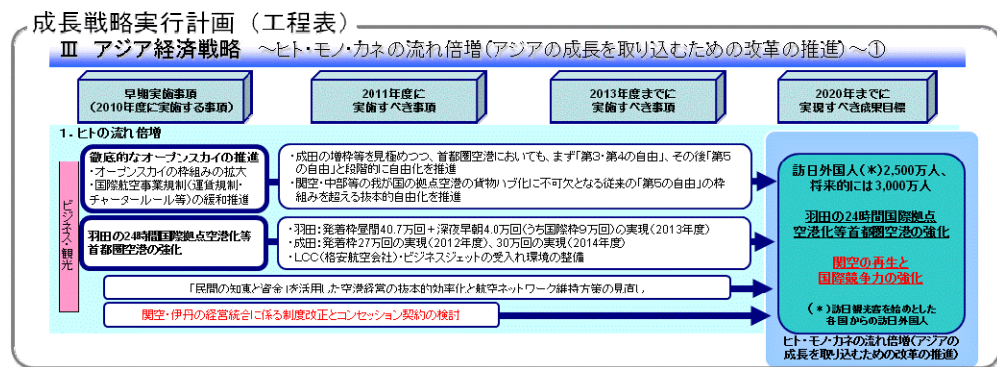 成長戦略実行計画（工程表）
Ⅲ アジア経済戦略 ～ヒト・モノ・カネの流れ倍増（アジアの成長を取り込むための改革の推進）～①
早期実施事項
（2010年度に実施する事項）
2011年度に
実施すべき事項
2013年度までに
実施すべき事項
2020年までに
実現すべき成果目標
1．ヒトの流れ倍増
ビジネス・観光
徹底的なオープンスカイの推進
・オープンスカイの枠組みの拡大
・国際航空事業規制（運賃規制・
チャータールール等）の緩和推進
・成田の増枠等を見極めつつ、首都圏空港においても、まず「第3・第4の自由」、その後「第5
の自由」と段階的に自由化を推進
・関空・中部等の我が国の拠点空港の貨物ハブ化に不可欠となる従来の「第5の自由」の枠
組みを超える抜本的自由化を推進
羽田の24時間国際拠点空港化等
首都圏空港の強化
・羽田：発着枠昼間40.7万回＋深夜早朝4.0万回（うち国際枠9万回）の実現（2013年度）
・成田：発着枠27万回の実現（2012年度）、30万回の実現（2014年度）
・LCC（格安航空会社）・ビジネスジェットの受入れ環境の整備
「民間の知恵と資金」を活用した空港経営の抜本的効率化と航空ネットワーク維持方策の見直し
関空・伊丹の経営統合に係る制度改正とコンセッション契約の検討
訪日外国人（＊）2,500万人、
将来的には3,000万人
羽田の24時間国際拠点
空港化等首都圏空港の強化
関空の再生と
国際競争力の強化
（＊）訪日観光客を始めとした
各国からの訪日外国人
ヒト・モノ・カネの流れ倍増（アジアの
成長を取り込むための改革の推進）